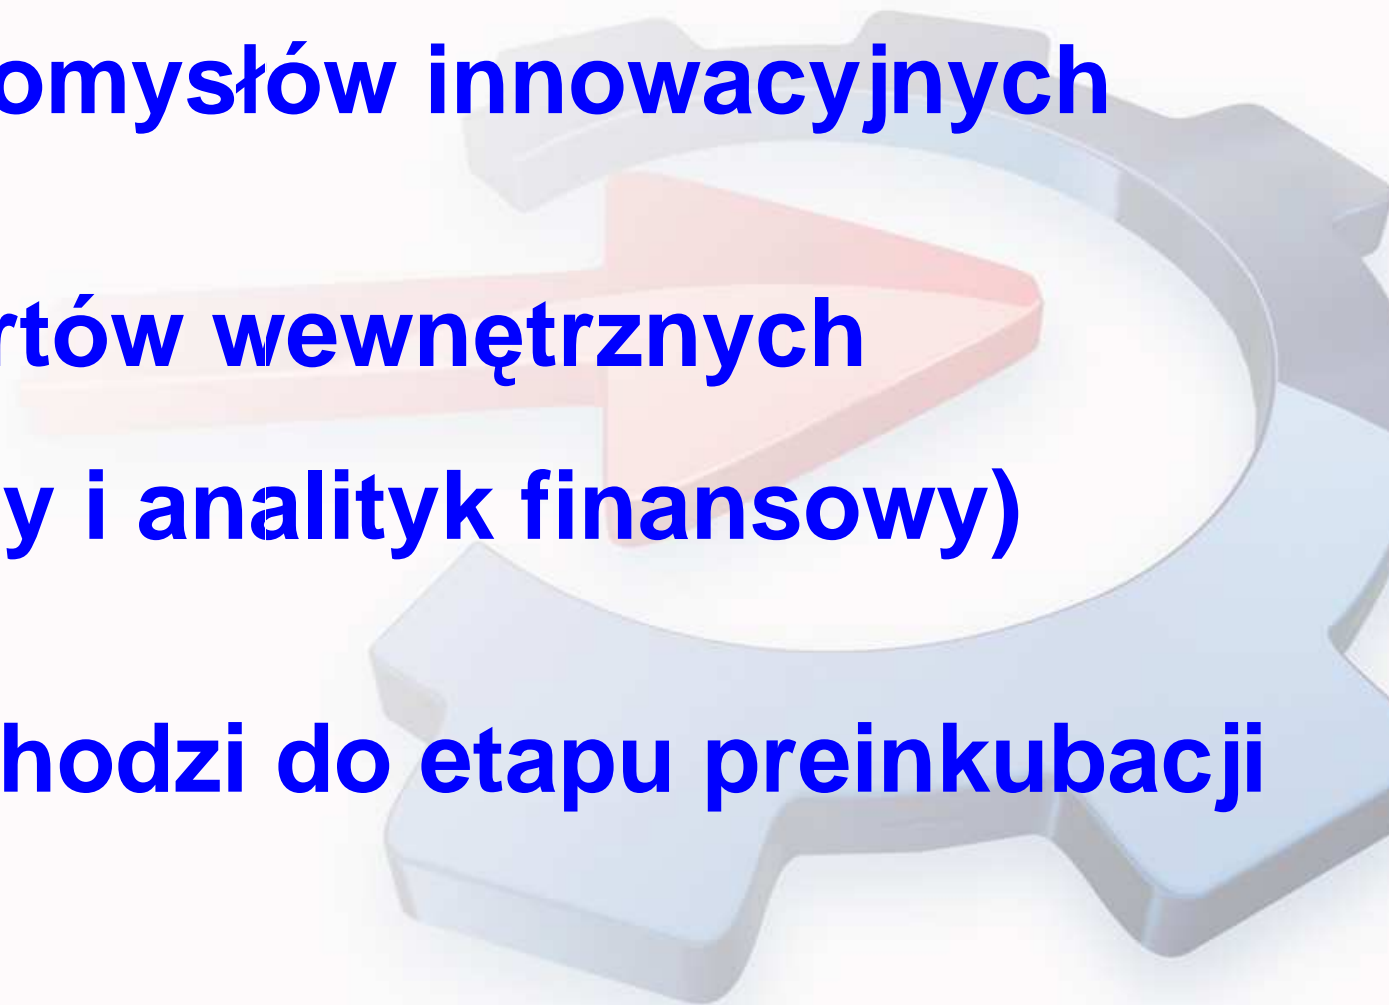 omysłów innowacyjnych
rtów wewnętrznych
y i analityk finansowy)
hodzi do etapu preinkubacji